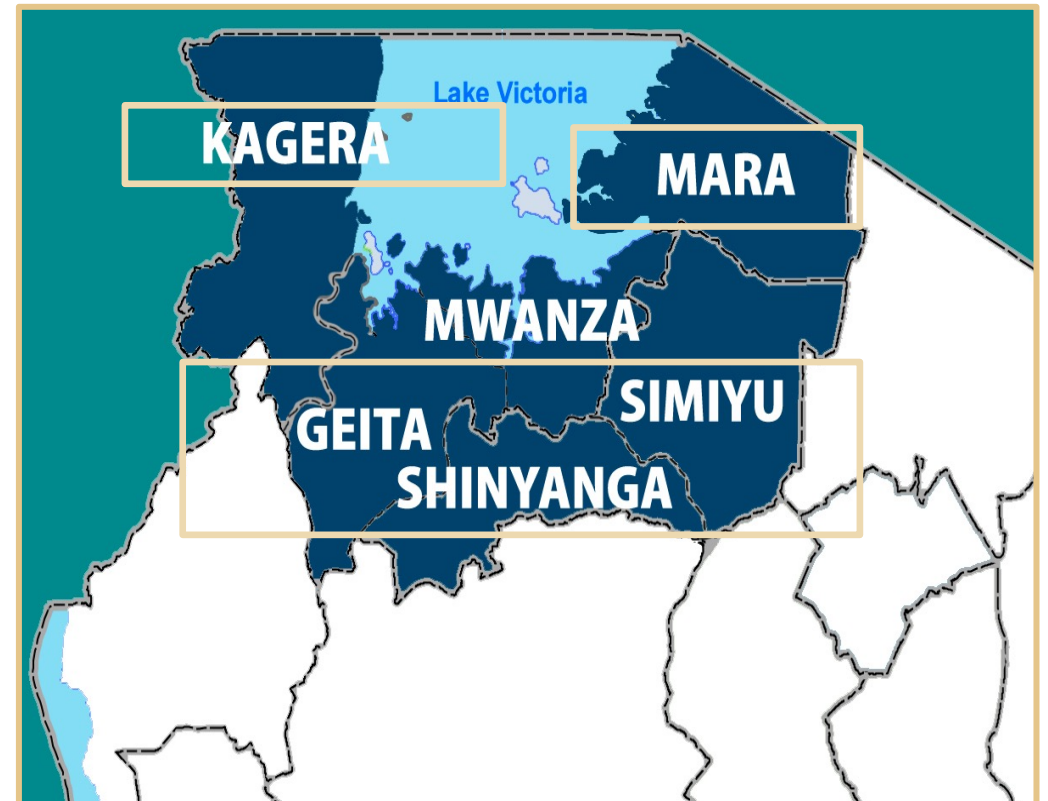 Lake Victoria
KAGERA
MARA
MWANZA
SIMIYU
GEITA
SHINYANGA